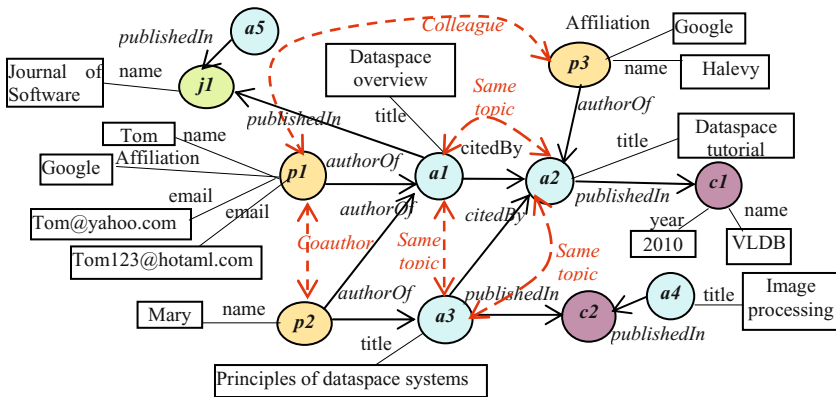 a5
Affiliation
Google
publishedIn
Colleague
p3
name
Halevy
Journal of
Software
name
j1
Dataspace
overview
Same
topic
authorOf
publishedIn
title
Tom
name
Google
Affiliation
email
email
p1
authorOf
a1
citedBy
a2
title
Dataspace
tutorial
publishedIn
c1
Tom@yahoo.com
authorOf
citedBy
year
name
2010
VLDB
Tom123@hotaml.com
Coauthor
Same
topic
Same
topic
Mary
name
p2
authorOf
a3
publishedIn
c2
a4
title
Image
processing
publishedIn
title
Principles of dataspace systems